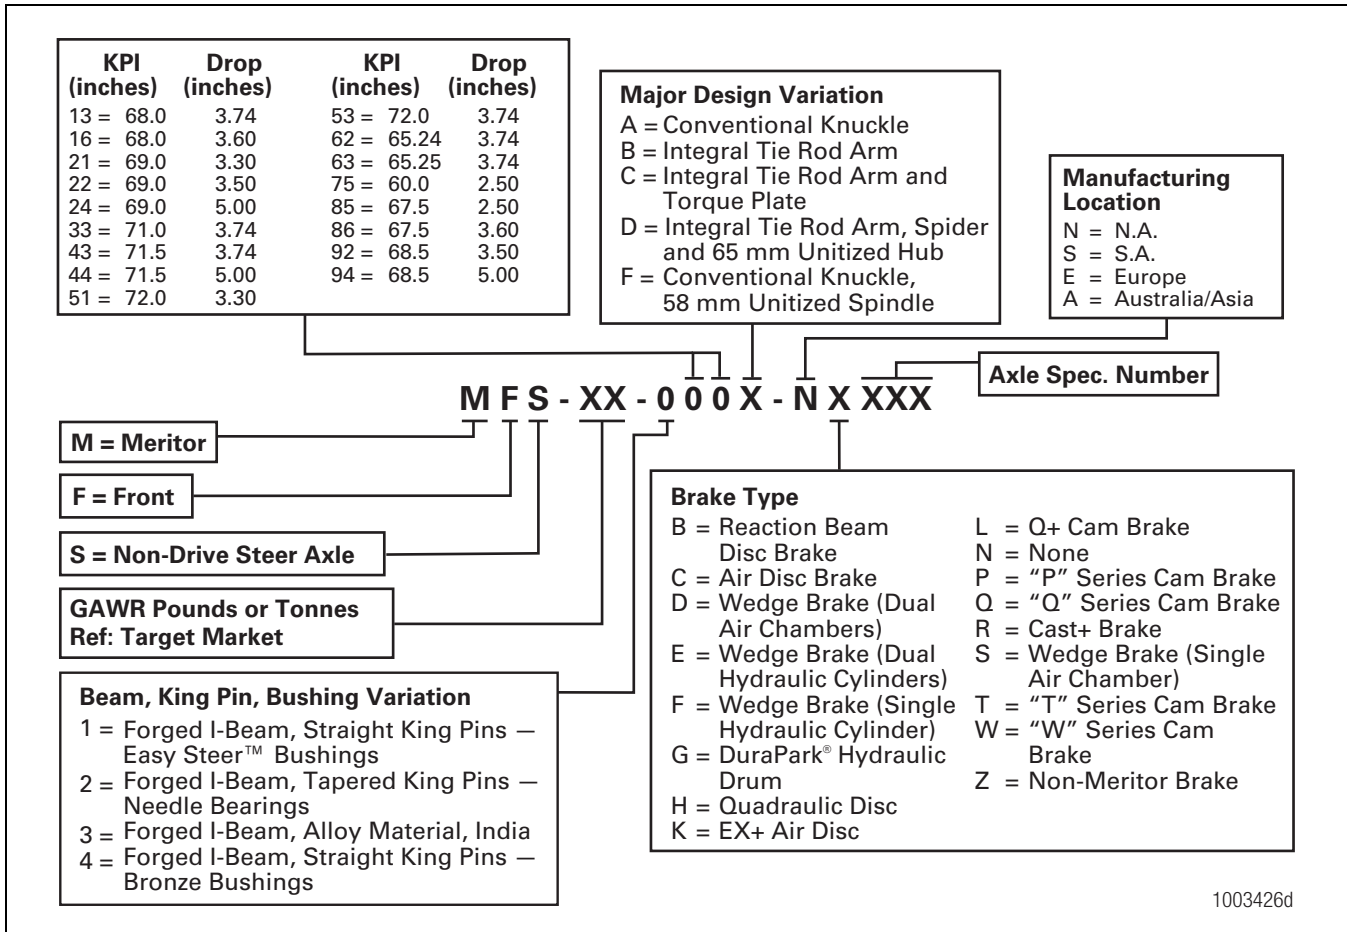 KPI Drop KPI Drop
(inches) (inches) (inches) (inches)
13 = 68.0 3.74 53 = 72.0 3.74
16 = 68.0 3.60 62 = 65.24 3.74
21 = 69.0 3.30 63 = 65.25 3.74
22 = 69.0 3.50 75 = 60.0 2.50
24 = 69.0 5.00 85 = 67.5 2.50
33 = 71.0 3.74 86 = 67.5 3.60
43 = 71.5 3.74 92 = 68.5 3.50
44 = 71.5 5.00 94 = 68.5 5.00
51 = 72.0 3.30
Major Design Variation
A = Conventional Knuckle
B = Integral Tie Rod Arm
C = Integral Tie Rod Arm and
Torque Plate
D = Integral Tie Rod Arm, Spider
and 65 mm Unitized Hub
F = Conventional Knuckle,
58 mm Unitized Spindle
Manufacturing
Location
N = N.A.
S = S.A.
E = Europe
A = Australia/Asia
Axle Spec. Number
M F S - XX - 0 0 0 X - N X XXX
M = Meritor
F = Front
S = Non-Drive Steer Axle
GAWR Pounds or Tonnes
Ref: Target Market
Beam, King Pin, Bushing Variation
1 = Forged I-Beam, Straight King Pins —
Easy Steer™ Bushings
2 = Forged I-Beam, Tapered King Pins —
Needle Bearings
3 = Forged I-Beam, Alloy Material, India
4 = Forged I-Beam, Straight King Pins —
Bronze Bushings
Brake Type
B = Reaction Beam
Disc Brake
C = Air Disc Brake
D = Wedge Brake (Dual
Air Chambers)
E = Wedge Brake (Dual
Hydraulic Cylinders)
F = Wedge Brake (Single
Hydraulic Cylinder)
G = DuraPark® Hydraulic
Drum
H = Quadraulic Disc
K = EX+ Air Disc
L = Q+ Cam Brake
N = None
P = “P” Series Cam Brake
Q = “Q” Series Cam Brake
R = Cast+ Brake
S = Wedge Brake (Single
Air Chamber)
T = “T” Series Cam Brake
W = “W” Series Cam
Brake
Z = Non-Meritor Brake
1003426d